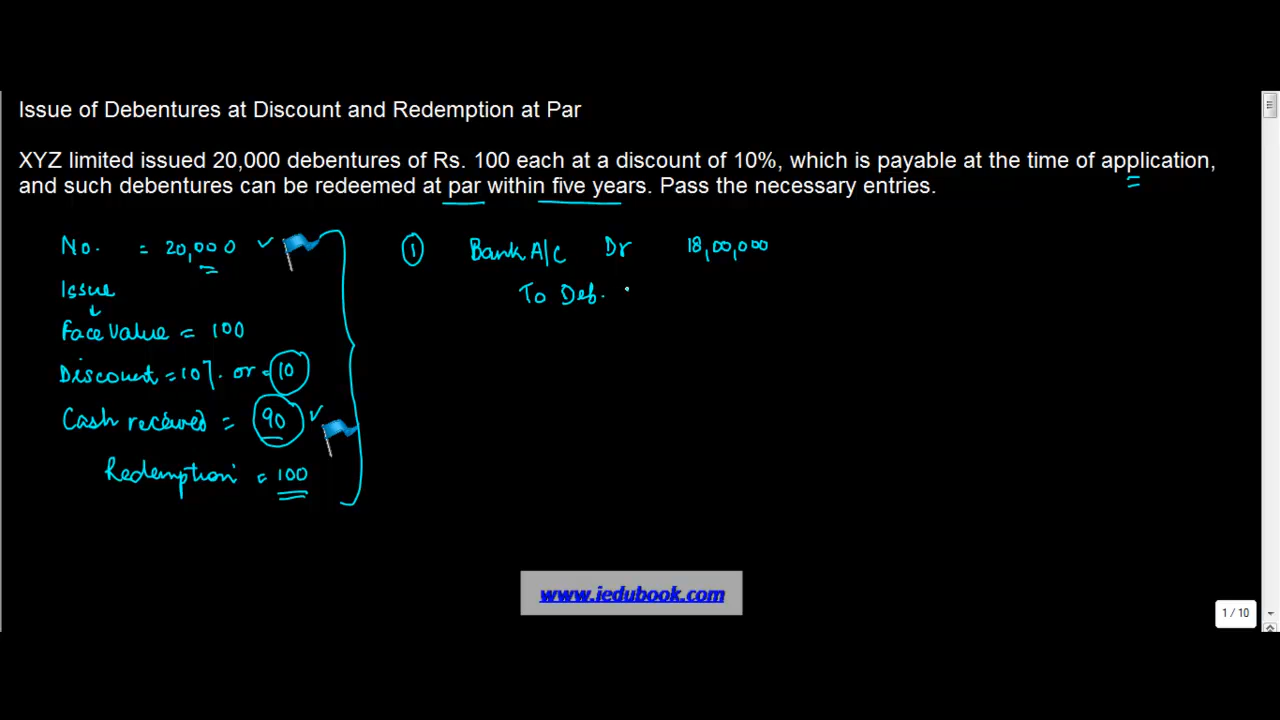 Issue of Debentures at Discount and Redemption at Par
XYZ limited issued 20,000 debentures of Rs. 100 each at a discount of 10%, which is payable at the time of application,
and such debentures can be redeemed at par within five years. Pass the necessary entries.
No. = 20,000 ✓
Issue
↓
Face Value = 100
Discount = 10% or = 10
Cash received = 90 ✓
Redemption = 100
① Bank A/c Dr 18,00,000
To Deb.
www.iedubook.com
1 / 10